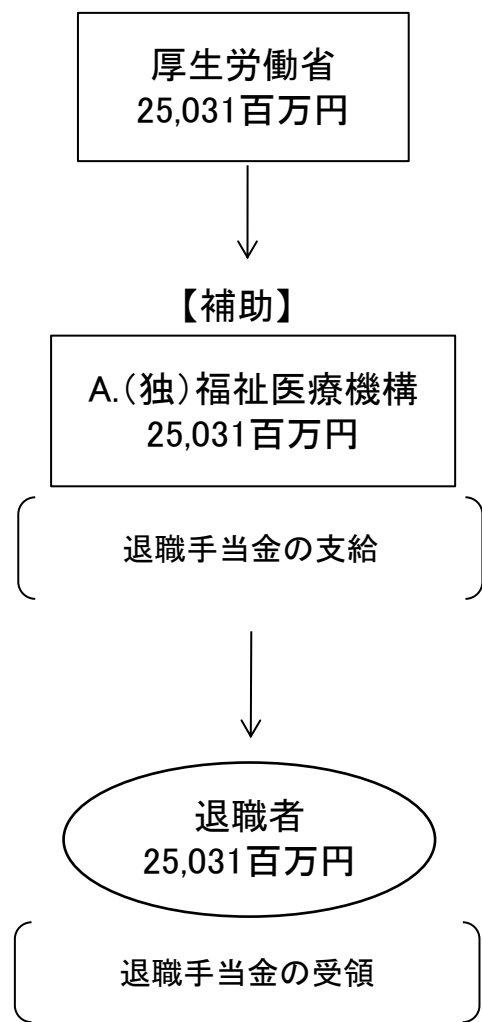 厚生労働省
25,031百万円
【補助】
A.(独)福祉医療機構
25,031百万円
退職手当金の支給
退職者
25,031百万円
退職手当金の受領